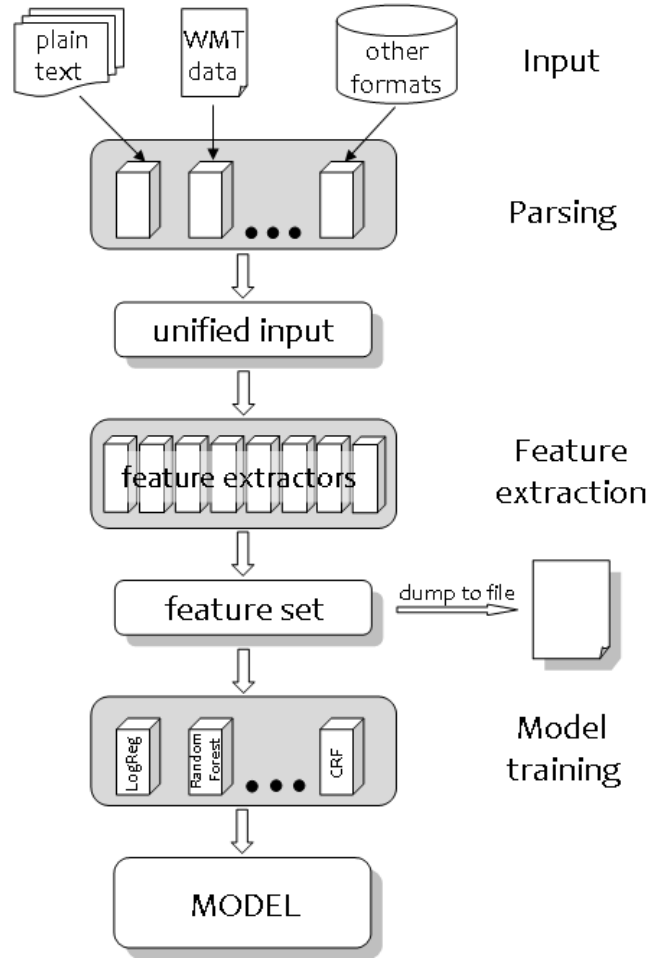 plain
text
WMT
data
other
formats
Input
Parsing
unified input
feature extractors
Feature
extraction
feature set
dump to file
LogReg
Random
Forest
CRF
Model
training
MODEL